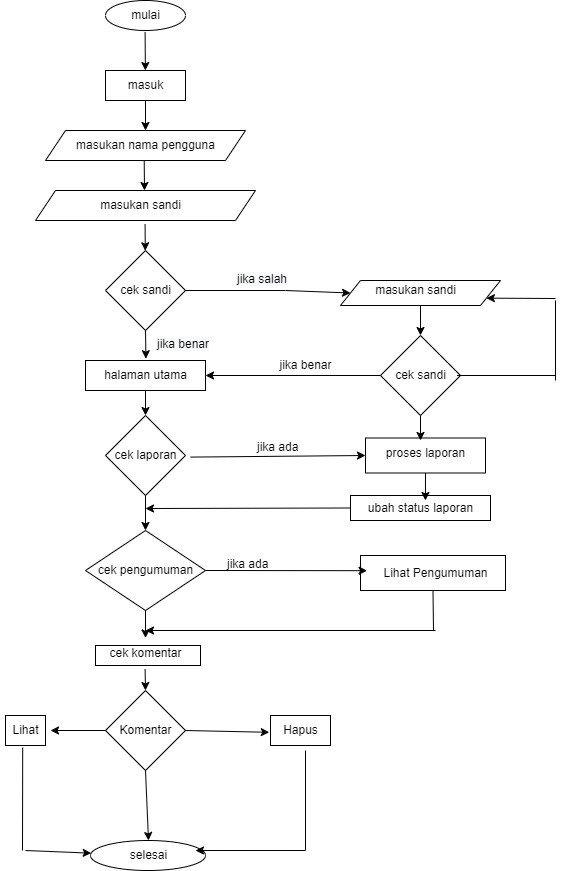 mulai
masuk
masukan nama pengguna
masukan sandi
cek sandi
jika salah
masukan sandi
jika benar
halaman utama
jika benar
cek sandi
cek laporan
jika ada
proses laporan
ubah status laporan
cek pengumuman
jika ada
Lihat Pengumuman
cek komentar
Lihat
Komentar
Hapus
selesai